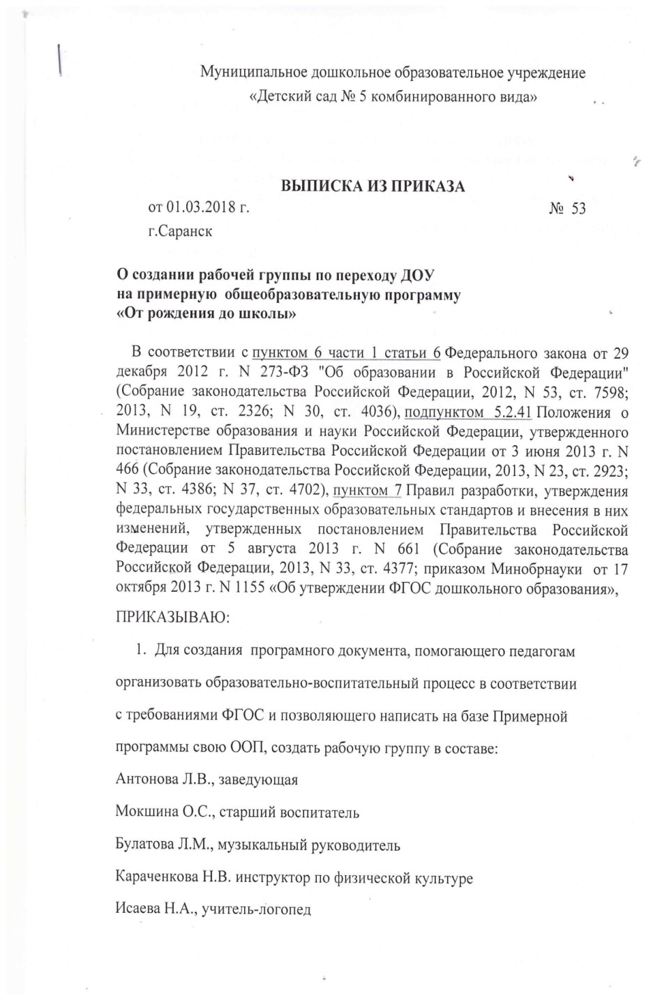 Муниципальное дошкольное образовательное учреждение
«Детский сад № 5 комбинированного вида»
ВЫПИСКА ИЗ ПРИКАЗА
от 01.03.2018 г. № 53
г.Саранск
О создании рабочей группы по переходу ДОУ
на примерную общеобразовательную программу
«От рождения до школы»
В соответствии с пунктом 6 части 1 статьи 6 Федерального закона от 29
декабря 2012 г. N 273-ФЗ "Об образовании в Российской Федерации"
(Собрание законодательства Российской Федерации, 2012, N 53, ст. 7598;
2013, N 19, ст. 2326; N 30, ст. 4036), подпунктом 5.2.41 Положения о
Министерстве образования и науки Российской Федерации, утвержденного
постановлением Правительства Российской Федерации от 3 июня 2013 г. N
466 (Собрание законодательства Российской Федерации, 2013, N 23, ст. 2923;
N 33, ст. 4386; N 37, ст. 4702), пунктом 7 Правил разработки, утверждения
федеральных государственных образовательных стандартов и внесения в них
изменений, утвержденных постановлением Правительства Российской
Федерации от 5 августа 2013 г. N 661 (Собрание законодательства
Российской Федерации, 2013, N 33, ст. 4377; приказом Минобрнауки от 17
октября 2013 г. N 1155 «Об утверждении ФГОС дошкольного образования»,
ПРИКАЗЫВАЮ:
1. Для создания програмного документа, помогающего педагогам
организовать образовательно-воспитательный процесс в соответствии
с требованиями ФГОС и позволяющего написать на базе Примерной
программы свою ООП, создать рабочую группу в составе:
Антонова Л.В., заведующая
Мокшина О.С., старший воспитатель
Булатова Л.М., музыкальный руководитель
Караченкова Н.В. инструктор по физической культуре
Исаева Н.А., учитель-логопед